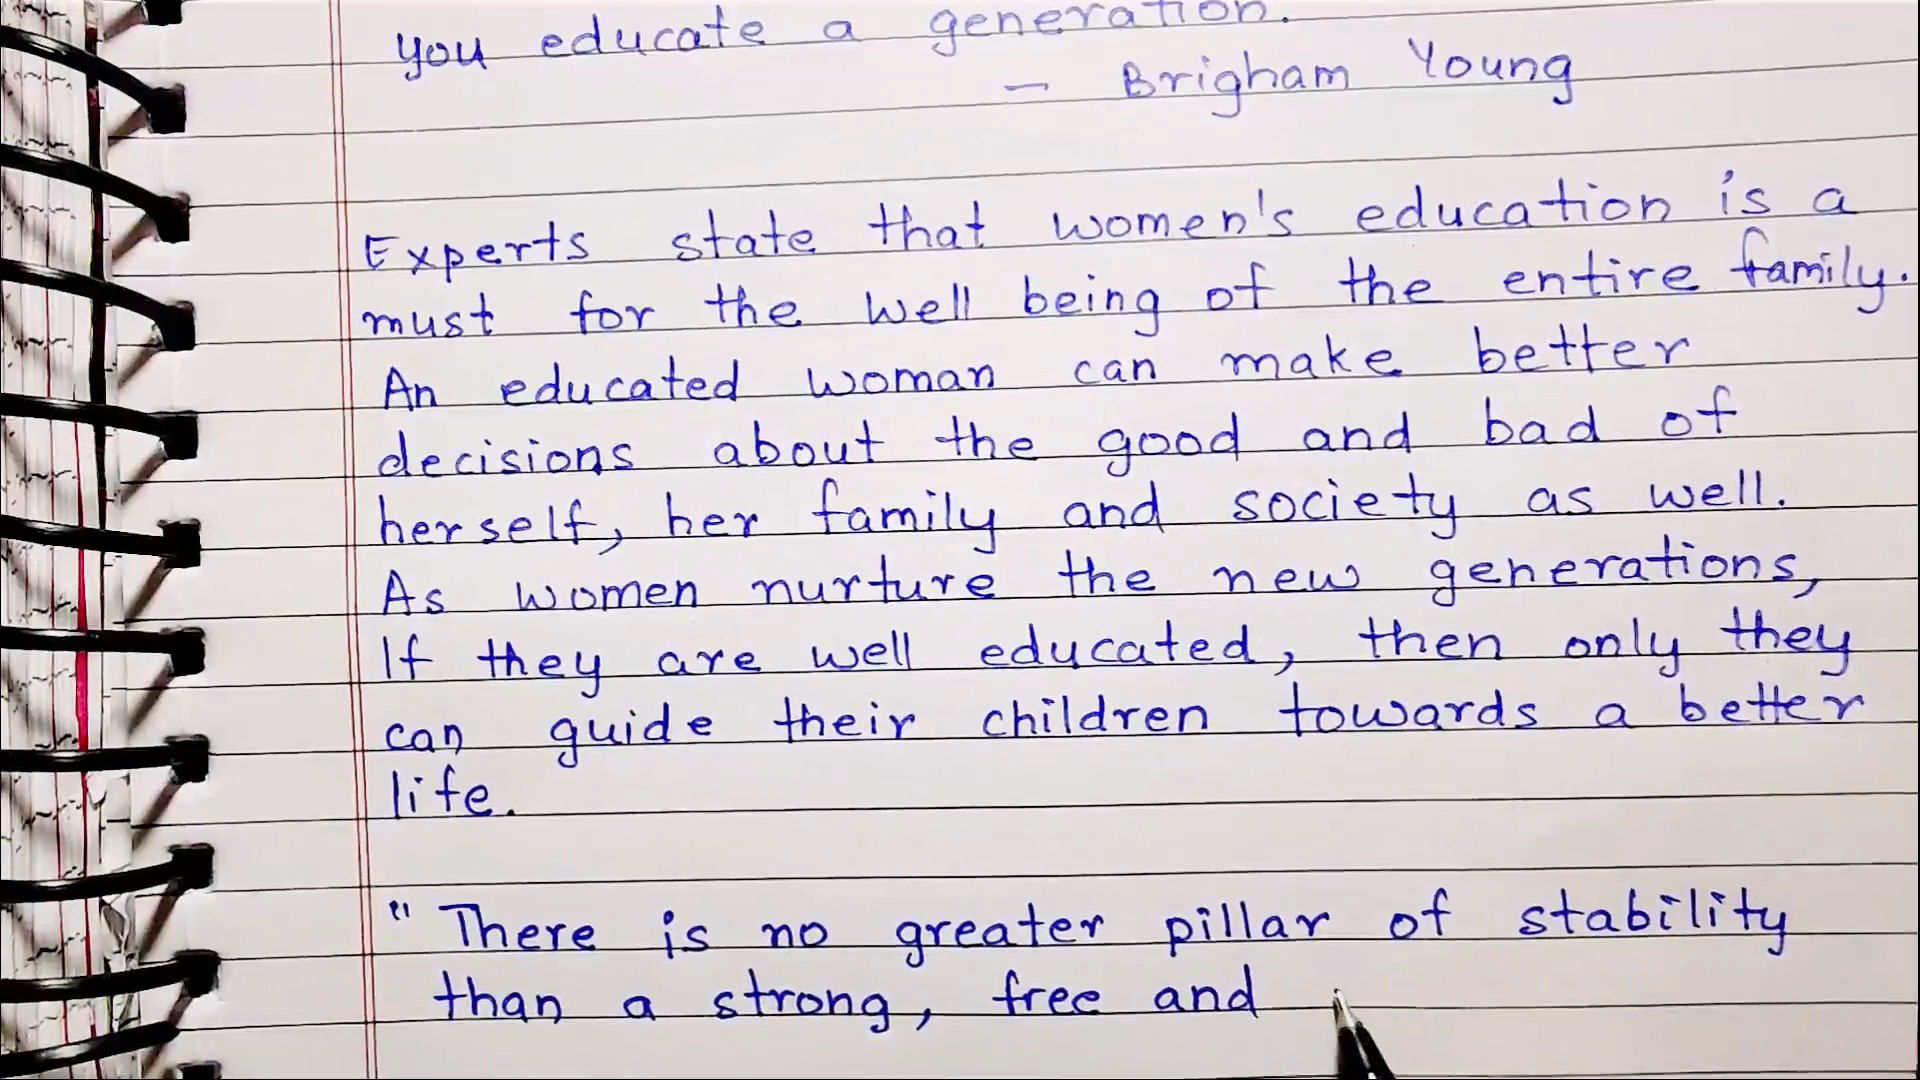 you educate a generation.
- Brigham Young
Experts state that women's education is a
must for the well being of the entire family.
An educated woman can make better
decisions about the good and bad of
herself, her family and society as well.
As women nurture the new generations,
If they are well educated, then only they
can guide their children towards a better
life.
"There is no greater pillar of stability
than a strong, free and